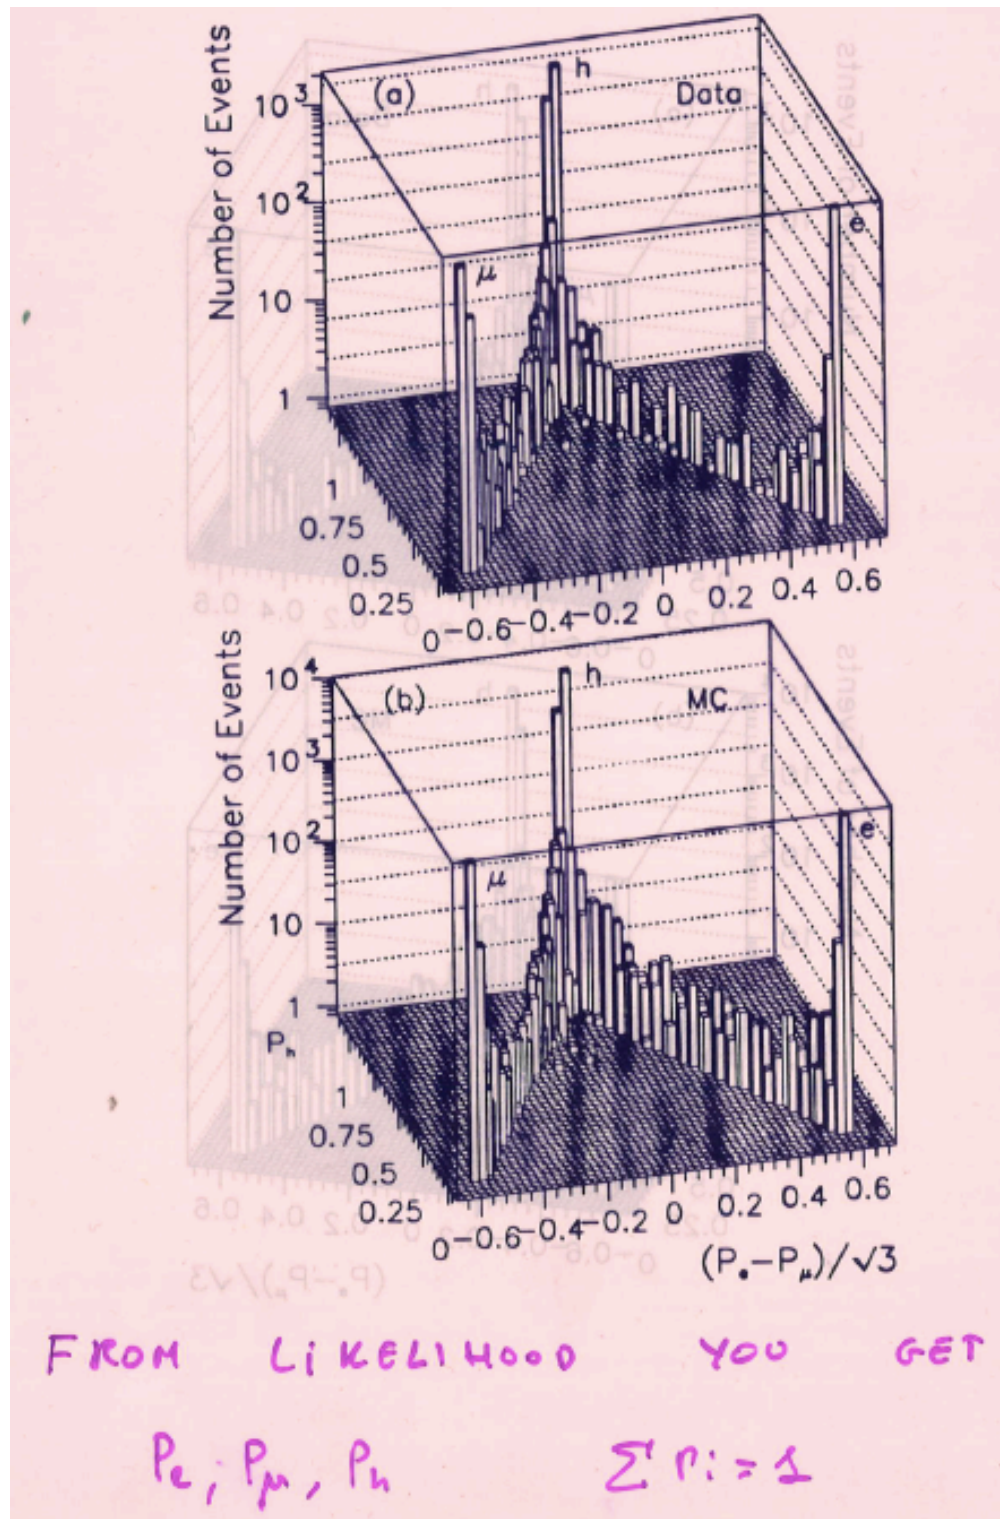 Number of Events
10³
10²
10
1
(a)
h
Data
μ
e
1
0.75
0.5
0.25
0
-0.6
-0.4
-0.2
0
0.2
0.4
0.6
Number of Events
10⁴
10³
10²
10
1
(b)
h
MC
μ
e
Pₕ
1
0.75
0.5
0.25
0
-0.6
-0.4
-0.2
0
0.2
0.4
0.6
(Pₑ-Pμ)/√3
FROM LIKELIHOOD YOU GET
Pe, Pμ, Ph Σ Pi = 1